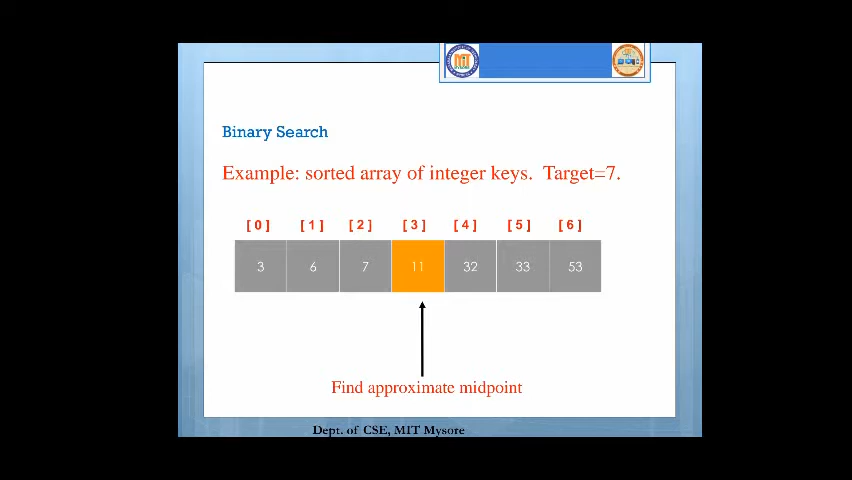 MIT
Binary Search
Example: sorted array of integer keys. Target=7.
[ 0 ] [ 1 ] [ 2 ] [ 3 ] [ 4 ] [ 5 ] [ 6 ]
3 6 7 11 32 33 53
Find approximate midpoint
Dept. of CSE, MIT Mysore